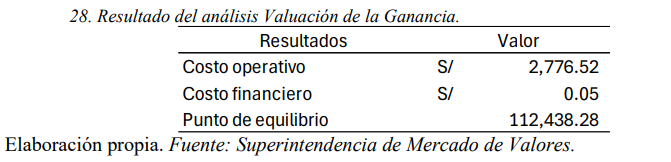 28. Resultado del análisis Valuación de la Ganancia.
Resultados Valor
Costo operativo S/ 2,776.52
Costo financiero S/ 0.05
Punto de equilibrio 112,438.28
Elaboración propia. Fuente: Superintendencia de Mercado de Valores.